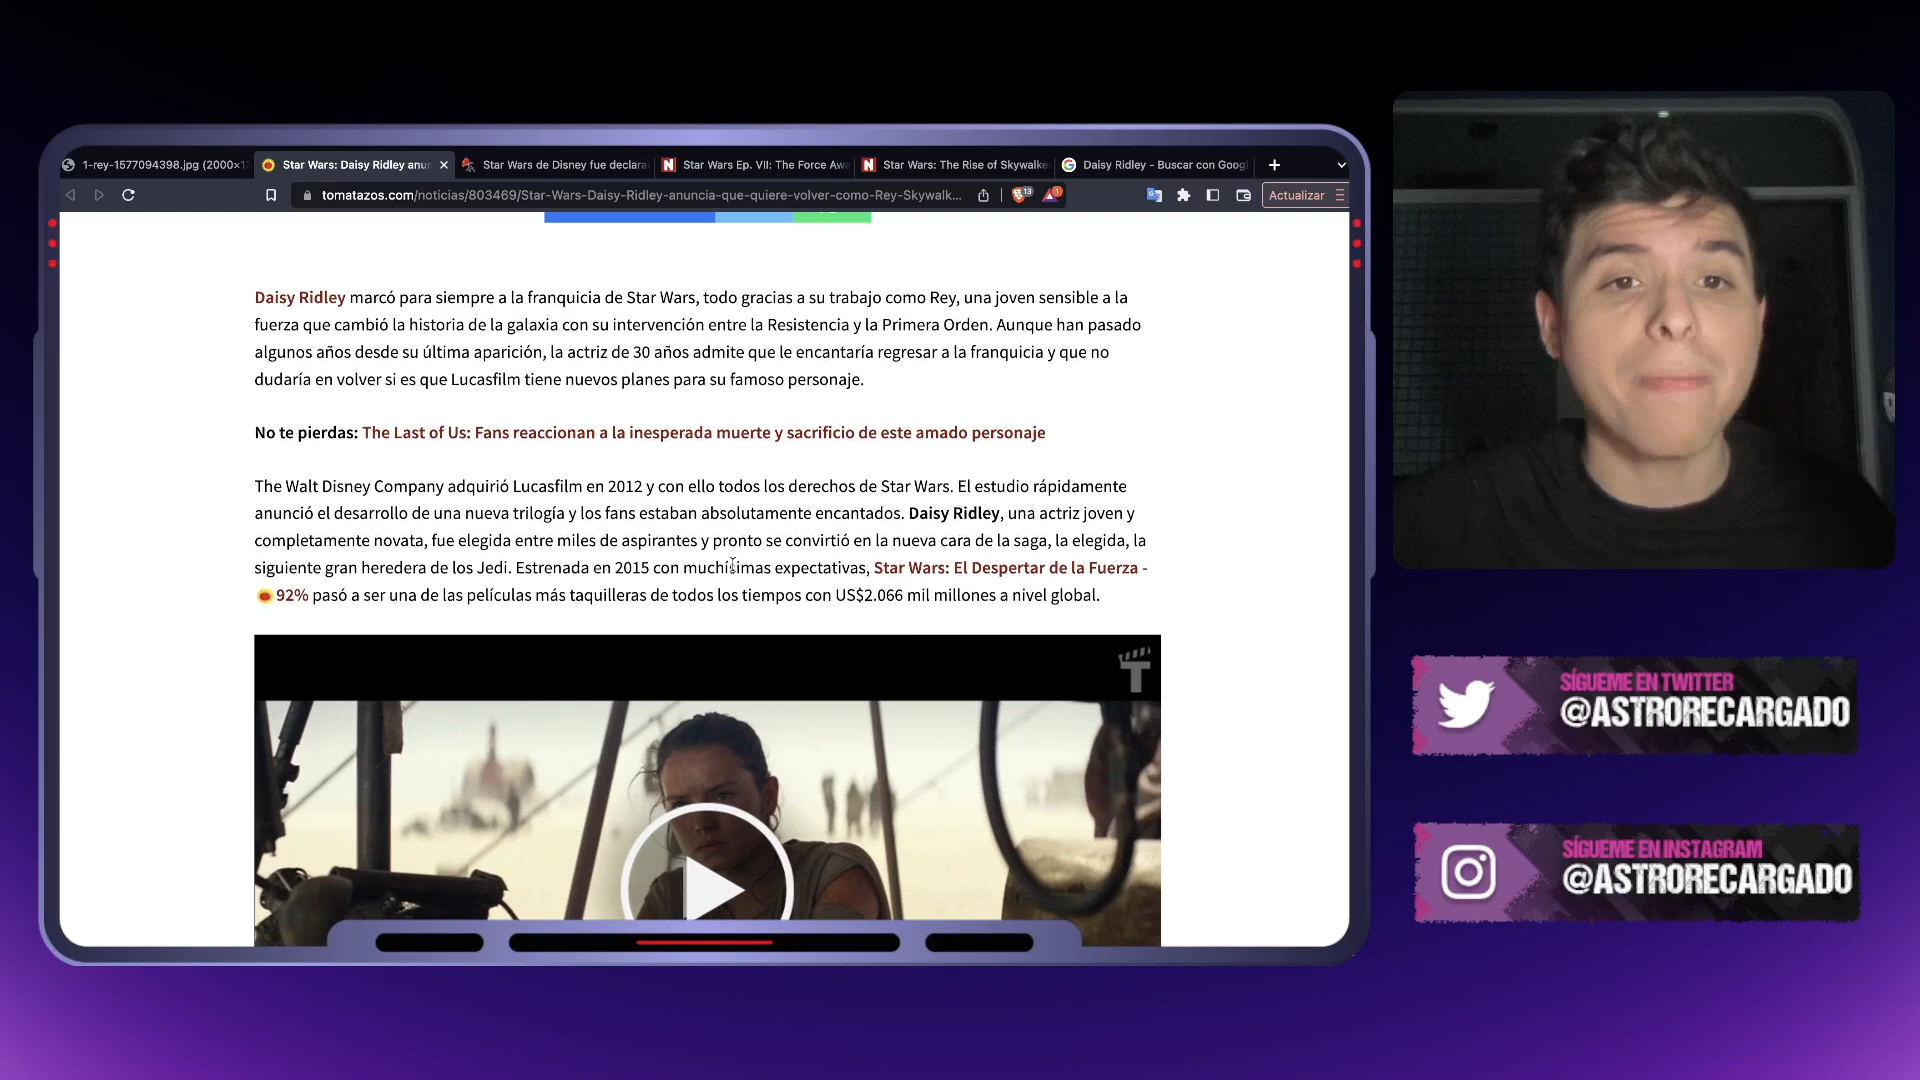 1-rey-1577094398.jpg (2000×1
Star Wars: Daisy Ridley anun
Star Wars de Disney fue declara
Star Wars Ep. VII: The Force Awa
Star Wars: The Rise of Skywalke
Daisy Ridley - Buscar con Googl
tomatazos.com/noticias/803469/Star-Wars-Daisy-Ridley-anuncia-que-quiere-volver-como-Rey-Skywalk...
13
1
Actualizar
Daisy Ridley marcó para siempre a la franquicia de Star Wars, todo gracias a su trabajo como Rey, una joven sensible a la
fuerza que cambió la historia de la galaxia con su intervención entre la Resistencia y la Primera Orden. Aunque han pasado
algunos años desde su última aparición, la actriz de 30 años admite que le encantaría regresar a la franquicia y que no
dudaría en volver si es que Lucasfilm tiene nuevos planes para su famoso personaje.
No te pierdas: The Last of Us: Fans reaccionan a la inesperada muerte y sacrificio de este amado personaje
The Walt Disney Company adquirió Lucasfilm en 2012 y con ello todos los derechos de Star Wars. El estudio rápidamente
anunció el desarrollo de una nueva trilogía y los fans estaban absolutamente encantados. Daisy Ridley, una actriz joven y
completamente novata, fue elegida entre miles de aspirantes y pronto se convirtió en la nueva cara de la saga, la elegida, la
siguiente gran heredera de los Jedi. Estrenada en 2015 con muchísimas expectativas, Star Wars: El Despertar de la Fuerza -
92% pasó a ser una de las películas más taquilleras de todos los tiempos con US$2.066 mil millones a nivel global.
T
SÍGUEME EN TWITTER
@ASTRORECARGADO
SÍGUEME EN INSTAGRAM
@ASTRORECARGADO